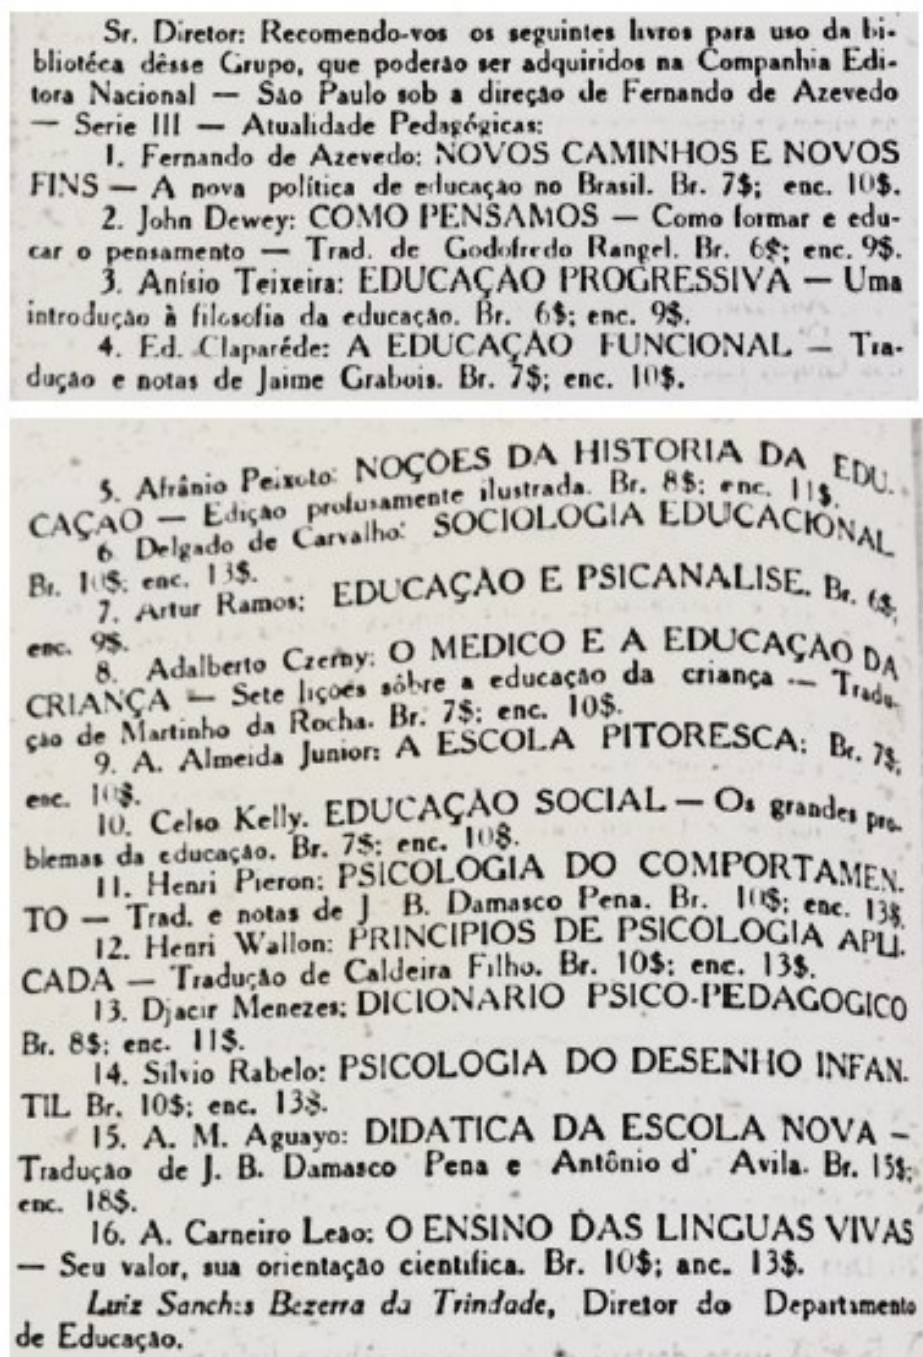 Sr. Diretor: Recomendo-vos os seguintes livros para uso da bi-
bliotéca dêsse Grupo, que poderão ser adquiridos na Companhia Edi-
tora Nacional — São Paulo sob a direção de Fernando de Azevedo
— Serie III — Atualidade Pedagógicas:
1. Fernando de Azevedo: NOVOS CAMINHOS E NOVOS
FINS — A nova política de educação no Brasil. Br. 7$; enc. 10$.
2. John Dewey: COMO PENSAMOS — Como formar e edu-
car o pensamento — Trad. de Godofredo Rangel. Br. 6$; enc. 9$.
3. Anísio Teixeira: EDUCAÇÃO PROGRESSIVA — Uma
introdução à filosofia da educação. Br. 6$; enc. 9$.
4. Ed. Claparéde: A EDUCAÇÃO FUNCIONAL — Tra-
dução e notas de Jaime Grabois. Br. 7$; enc. 10$.
5. Afrânio Peixoto: NOÇÕES DA HISTORIA DA EDU-
CAÇÃO — Edição profusamente ilustrada. Br. 8$; enc. 11$.
6 Delgado de Carvalho: SOCIOLOGIA EDUCACIONAL
Br. 10$; enc. 13$.
7. Artur Ramos: EDUCAÇÃO E PSICANALISE. Br. 6$;
enc. 9$.
8. Adalberto Czerny: O MEDICO E A EDUCAÇÃO DA
CRIANÇA — Sete lições sôbre a educação da criança — Tradu-
ção de Martinho da Rocha. Br. 7$; enc. 10$.
9. A. Almeida Junior: A ESCOLA PITORESCA: Br. 7$;
enc. 10$.
10. Celso Kelly. EDUCAÇÃO SOCIAL — Os grandes pro-
blemas da educação. Br. 7$; enc. 10$.
11. Henri Pieron: PSICOLOGIA DO COMPORTAMEN-
TO — Trad. e notas de J B. Damasco Pena. Br. 10$; enc. 13$
12. Henri Wallon: PRINCIPIOS DE PSICOLOGIA APLI-
CADA — Tradução de Caldeira Filho. Br. 10$; enc. 13$.
13. Djacir Menezes: DICIONARIO PSICO-PEDAGOGICO
Br. 8$; enc. 11$.
14. Silvio Rabelo: PSICOLOGIA DO DESENHO INFAN-
TIL Br. 10$; enc. 13$.
15. A. M. Aguayo: DIDATICA DA ESCOLA NOVA —
Tradução de J. B. Damasco Pena e Antônio d' Avila. Br. 15$;
enc. 18$.
16. A. Carneiro Leão: O ENSINO DAS LINGUAS VIVAS
— Seu valor, sua orientação cientifica. Br. 10$; anc. 13$.
Luiz Sanches Bezerra da Trindade, Diretor do Departamento
de Educação.